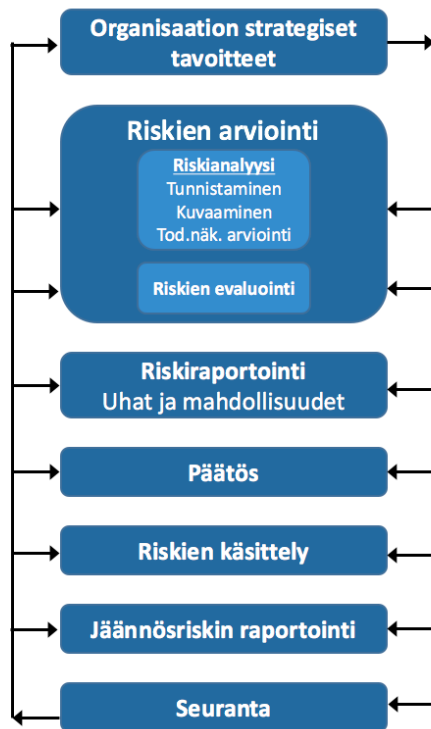 Organisaation strategiset
tavoitteet
Riskien arviointi
Riskianalyysi
Tunnistaminen
Kuvaaminen
Tod.näk. arviointi
Riskien evaluointi
Riskiraportointi
Uhat ja mahdollisuudet
Päätös
Riskien käsittely
Jäännösriskin raportointi
Seuranta